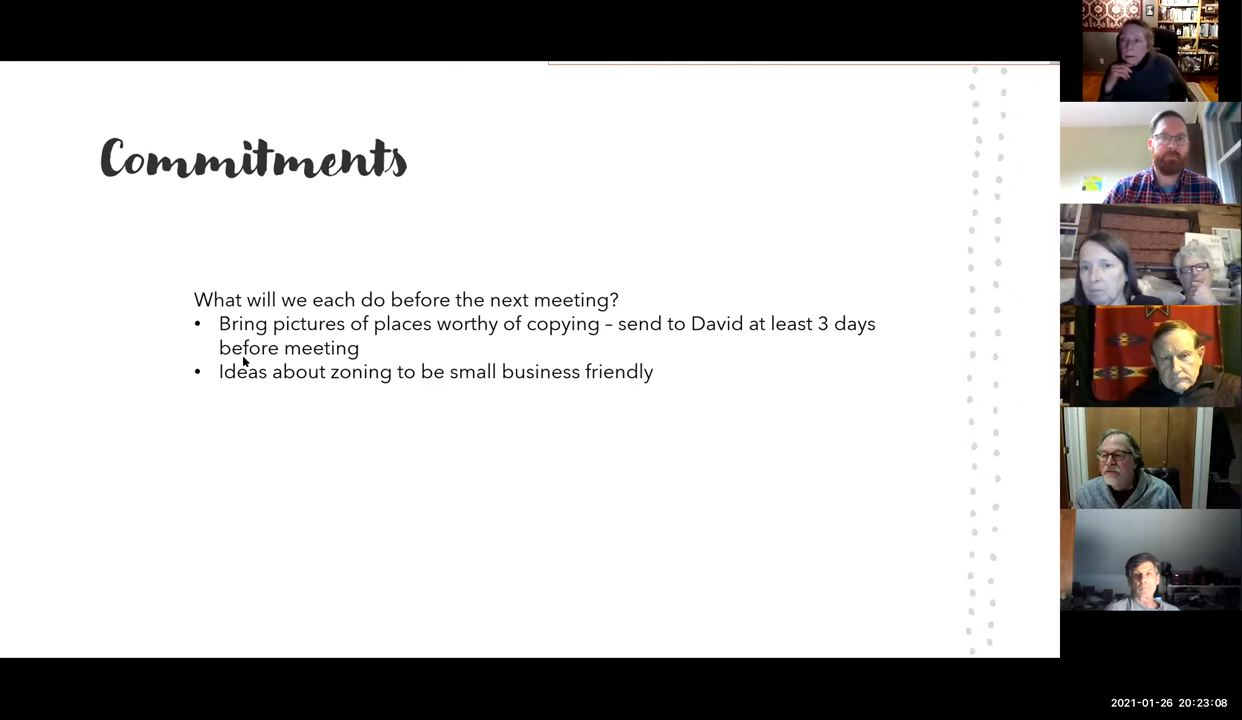 Commitments
What will we each do before the next meeting?
• Bring pictures of places worthy of copying – send to David at least 3 days
before meeting
• Ideas about zoning to be small business friendly
2021-01-26 20:23:08